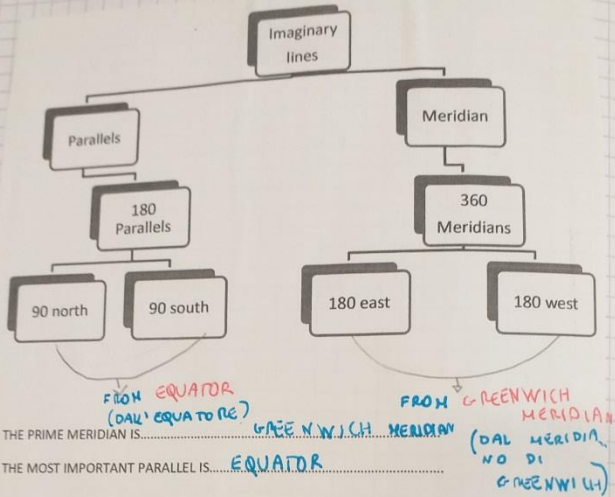 Imaginary
lines
Parallels
Meridian
180
Parallels
360
Meridians
90 north
90 south
180 east
180 west
FROM EQUATOR
(DALL' EQUATORE)
FROM GREENWICH
MERIDIAN
(DAL MERIDIA
NO DI
GREENWICH)
THE PRIME MERIDIAN IS..........GREENWICH MERIDIAN
THE MOST IMPORTANT PARALLEL IS.....EQUATOR..........